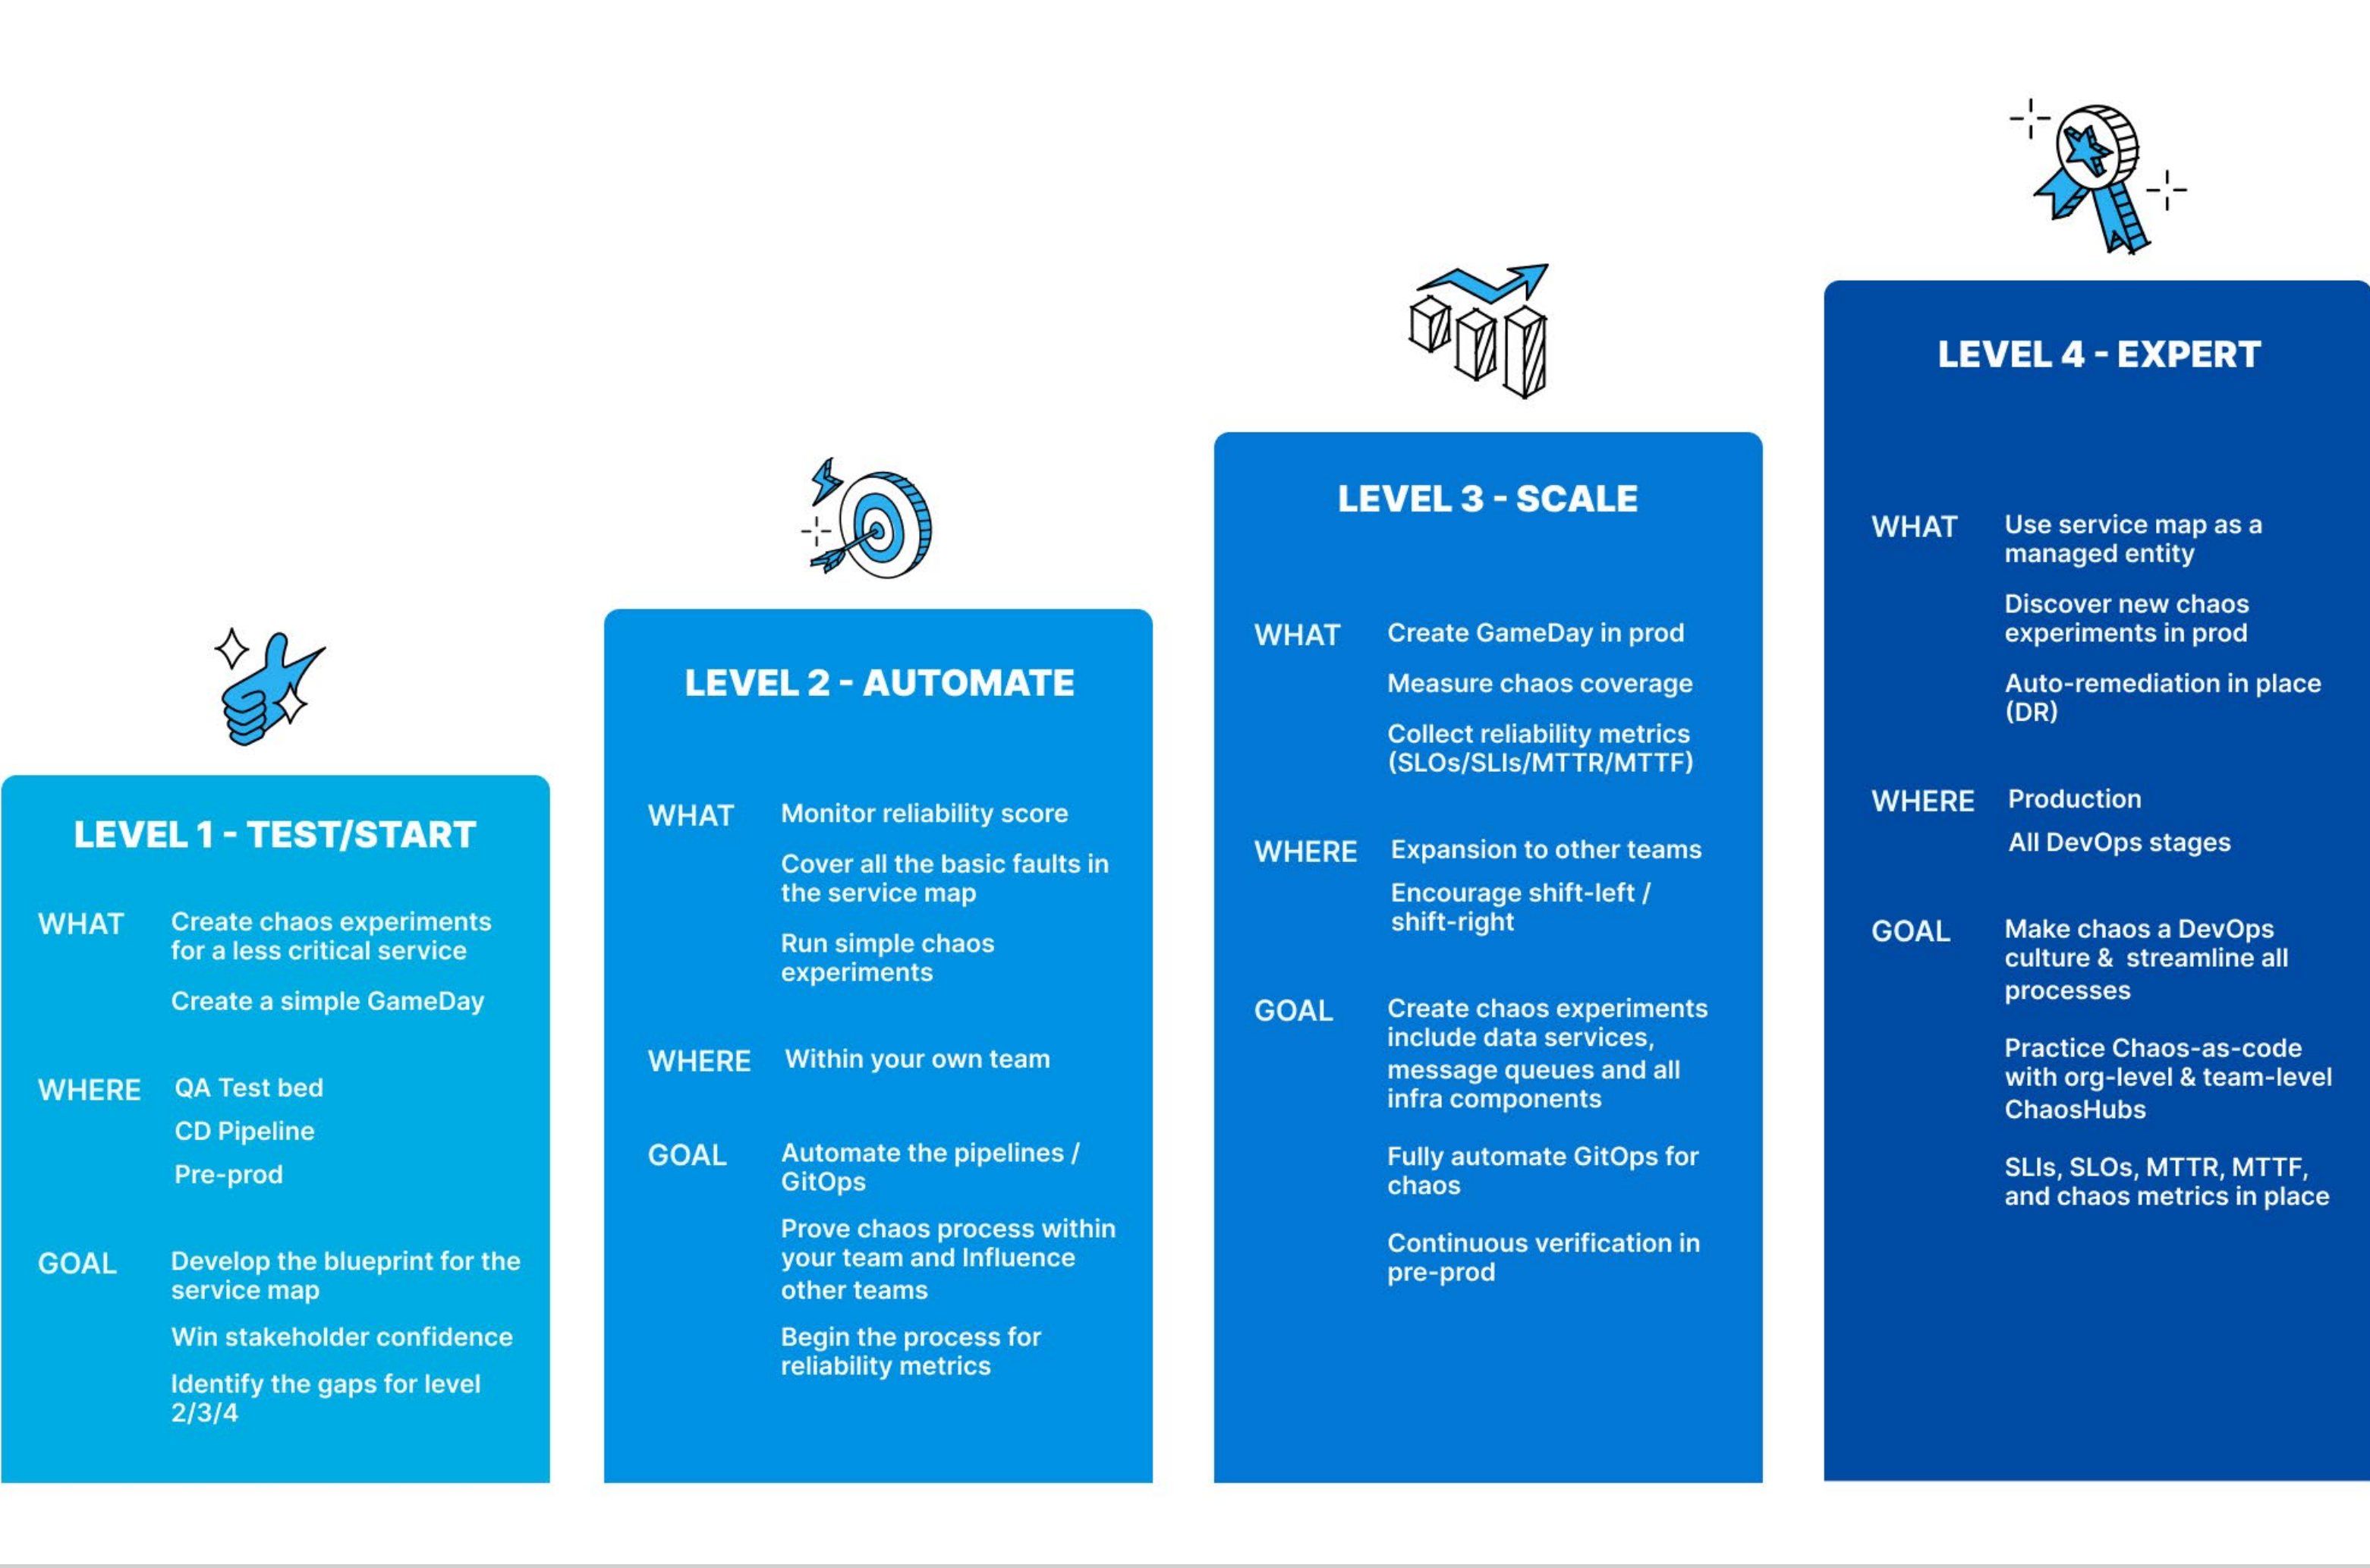 LEVEL 1 - TEST/START
WHAT
Create chaos experiments
for a less critical service
Create a simple GameDay
WHERE
QA Test bed
CD Pipeline
Pre-prod
GOAL
Develop the blueprint for the
service map
Win stakeholder confidence
Identify the gaps for level
2/3/4
LEVEL 2 - AUTOMATE
WHAT
Monitor reliability score
Cover all the basic faults in
the service map
Run simple chaos
experiments
WHERE
Within your own team
GOAL
Automate the pipelines /
GitOps
Prove chaos process within
your team and Influence
other teams
Begin the process for
reliability metrics
LEVEL 3 - SCALE
WHAT
Create GameDay in prod
Measure chaos coverage
Collect reliability metrics
(SLOs/SLIs/MTTR/MTTF)
WHERE
Expansion to other teams
Encourage shift-left /
shift-right
GOAL
Create chaos experiments
include data services,
message queues and all
infra components
Fully automate GitOps for
chaos
Continuous verification in
pre-prod
LEVEL 4 - EXPERT
WHAT
Use service map as a
managed entity
Discover new chaos
experiments in prod
Auto-remediation in place
(DR)
WHERE
Production
All DevOps stages
GOAL
Make chaos a DevOps
culture & streamline all
processes
Practice Chaos-as-code
with org-level & team-level
ChaosHubs
SLIs, SLOs, MTTR, MTTF,
and chaos metrics in place